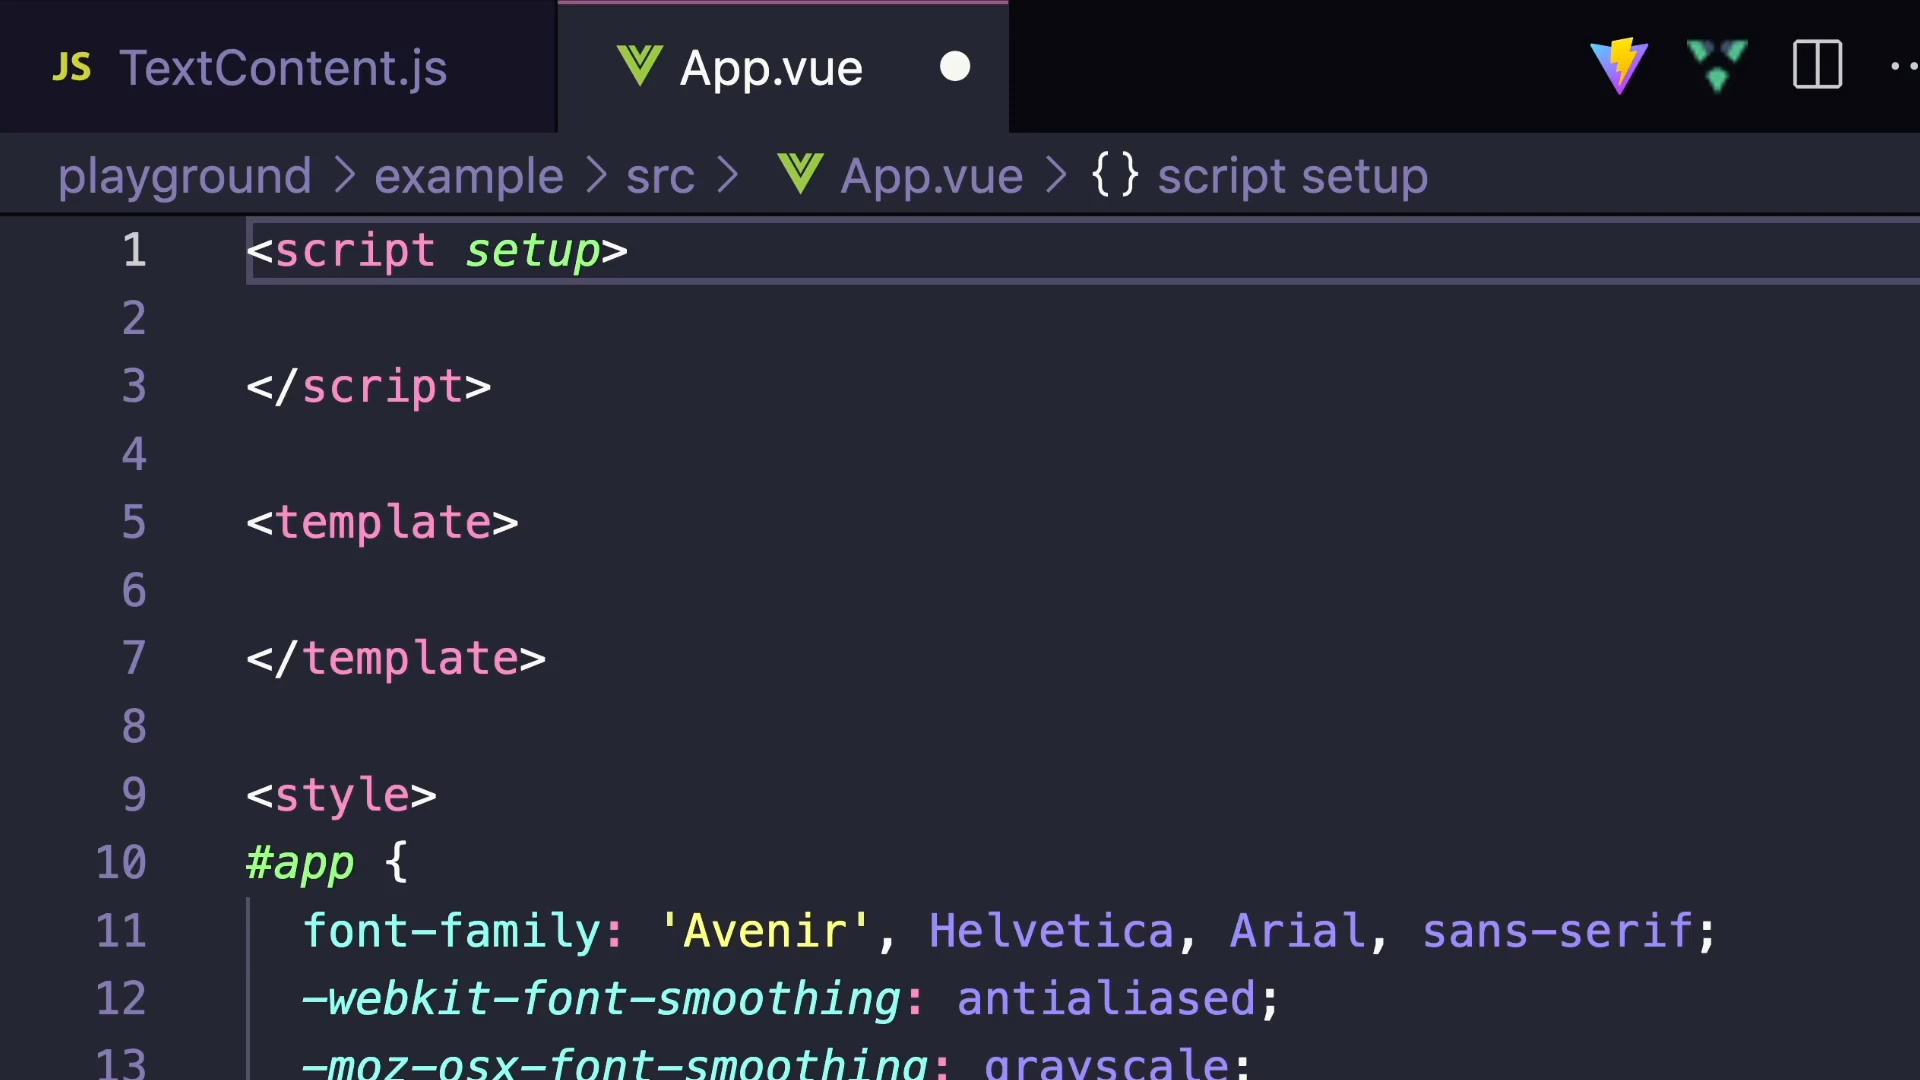 JS TextContent.js App.vue
playground > example > src > App.vue > {} script setup
1 <script setup>
2
3 </script>
4
5 <template>
6
7 </template>
8
9 <style>
10 #app {
11 font-family: 'Avenir', Helvetica, Arial, sans-serif;
12 -webkit-font-smoothing: antialiased;
13 -moz-osx-font-smoothing: grayscale;